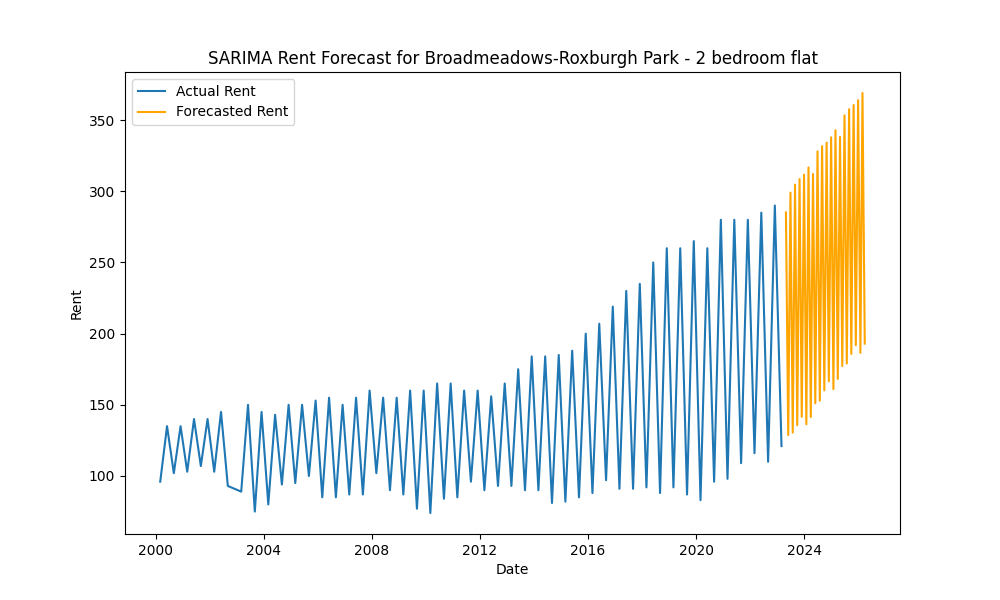 SARIMA Rent Forecast for Broadmeadows-Roxburgh Park - 2 bedroom flat
Actual Rent
Forecasted Rent
350
300
250
200
150
100
Rent
2000 2004 2008 2012 2016 2020 2024
Date